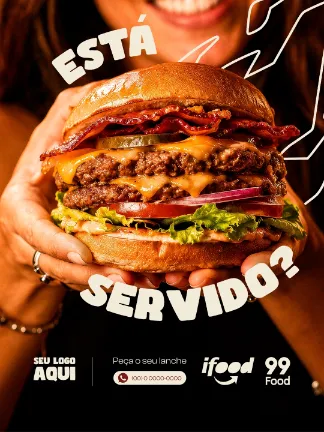 ESTÁ
SERVIDO?
SEU LOGO
AQUI
Peça o seu lanche
(00) 0 0000-0000
ifood
99
Food